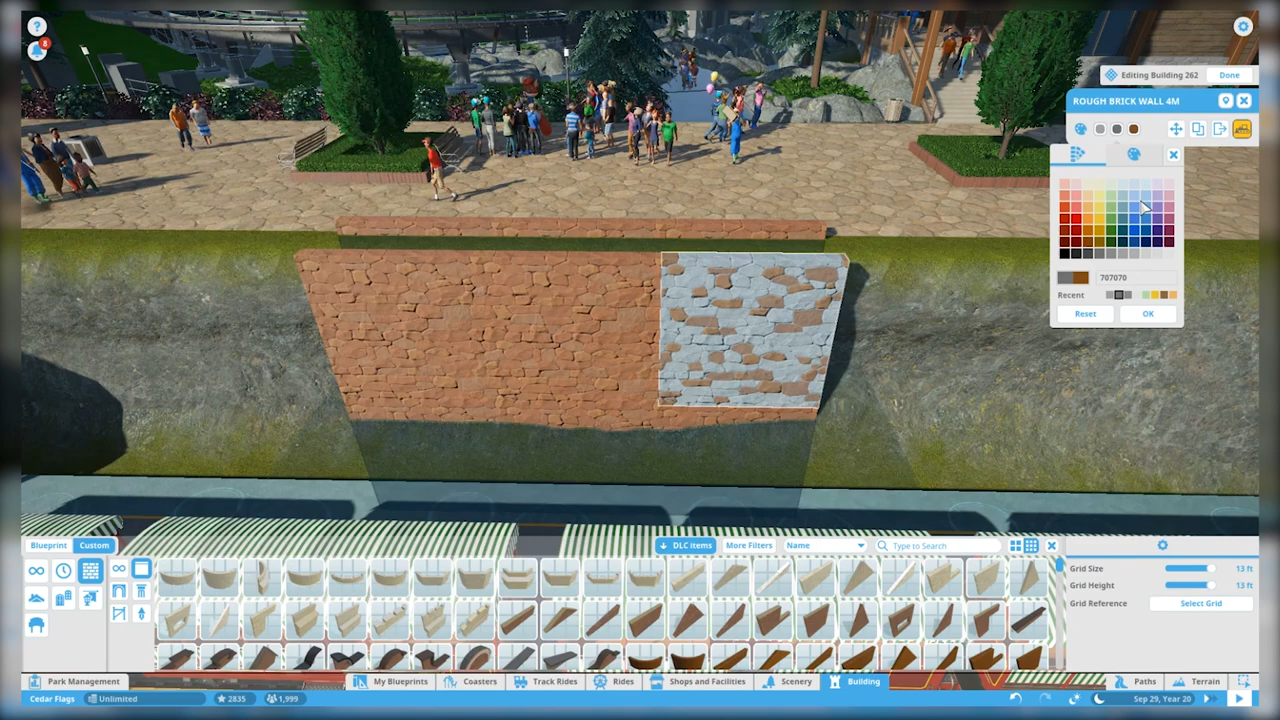 ?
8
Editing Building 262 Done
ROUGH BRICK WALL 4M
707070
Recent
Reset OK
Blueprint Custom
DLC items More Filters Name Type to Search
Grid Size 13 ft
Grid Height 13 ft
Grid Reference Select Grid
Park Management My Blueprints Coasters Track Rides Rides Shops and Facilities Scenery Building Paths Terrain
Cedar Flags Unlimited 2835 1,999 Sep 29, Year 20